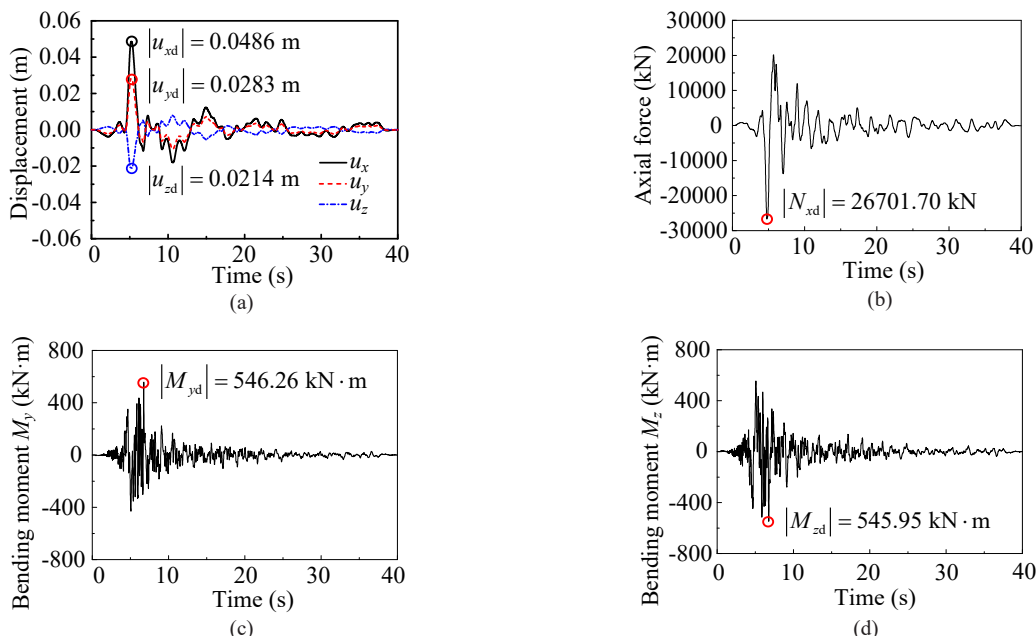 Displacement (m)
0.06
0.04
0.02
0.00
-0.02
-0.04
-0.06
|u_xd| = 0.0486 m
|u_yd| = 0.0283 m
|u_zd| = 0.0214 m
u_x
u_y
u_z
0 10 20 30 40
Time (s)
(a)
Axial force (kN)
30000
20000
10000
0
-10000
-20000
-30000
|N_xd| = 26701.70 kN
0 10 20 30 40
Time (s)
(b)
Bending moment M_y (kN·m)
800
400
0
-400
-800
|M_yd| = 546.26 kN·m
0 10 20 30 40
Time (s)
(c)
Bending moment M_z (kN·m)
800
400
0
-400
-800
|M_zd| = 545.95 kN·m
0 10 20 30 40
Time (s)
(d)